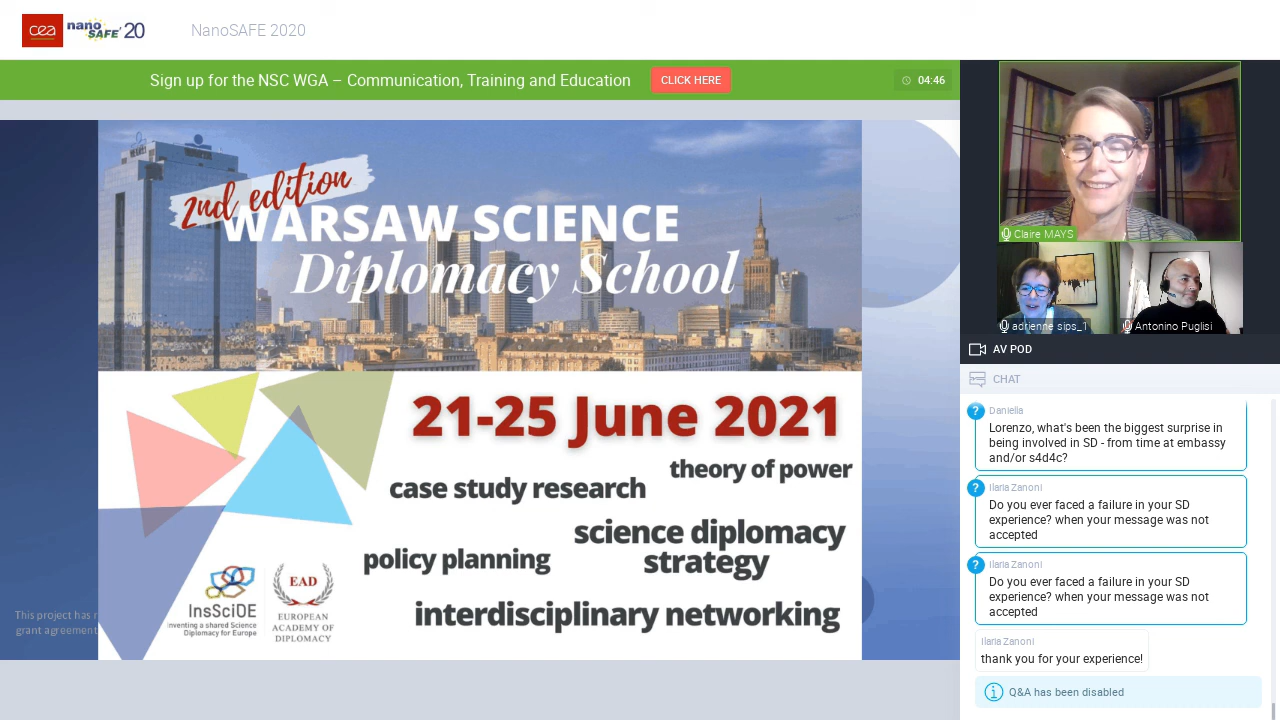 cea nano SAFE 20
NanoSAFE 2020
Sign up for the NSC WGA – Communication, Training and Education
CLICK HERE
04:46
2nd edition
WARSAW SCIENCE
Diplomacy School
21-25 June 2021
theory of power
case study research
science diplomacy
strategy
policy planning
interdisciplinary networking
This project has r
grant agreement
InsSciDE
Inventing a shared Science
Diplomacy for Europe
EAD
EUROPEAN
ACADEMY OF
DIPLOMACY
Claire MAYS
adrienne sips_1
Antonino Puglisi
AV POD
CHAT
Daniella
Lorenzo, what's been the biggest surprise in
being involved in SD - from time at embassy
and/or s4d4c?
Ilaria Zanoni
Do you ever faced a failure in your SD
experience? when your message was not
accepted
Ilaria Zanoni
Do you ever faced a failure in your SD
experience? when your message was not
accepted
Ilaria Zanoni
thank you for your experience!
Q&A has been disabled